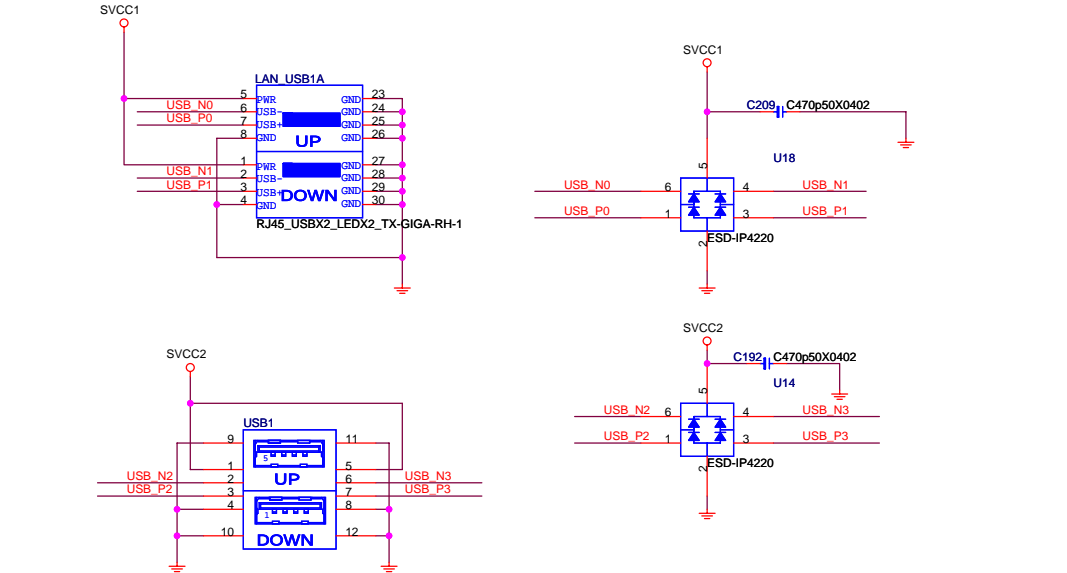 SVCC1
LAN_USB1A
5 PWR GND 23
USB_N0 6 USB- GND 24
USB_P0 7 USB+ GND 25
8 GND GND 26
UP
1 PWR GND 27
USB_N1 2 USB- GND 28
USB_P1 3 USB+ GND 29
4 GND GND 30
DOWN
RJ45_USBX2_LEDX2_TX-GIGA-RH-1
SVCC1
C209 C470p50X0402
U18
5
USB_N0 6 4 USB_N1
USB_P0 1 3 USB_P1
2 ESD-IP4220
SVCC2
USB1
9 11
5
1 5
UP
USB_N2 2 6 USB_N3
USB_P2 3 7 USB_P3
4 8
1
10 12
DOWN
SVCC2
C192 C470p50X0402
U14
5
USB_N2 6 4 USB_N3
USB_P2 1 3 USB_P3
2 ESD-IP4220